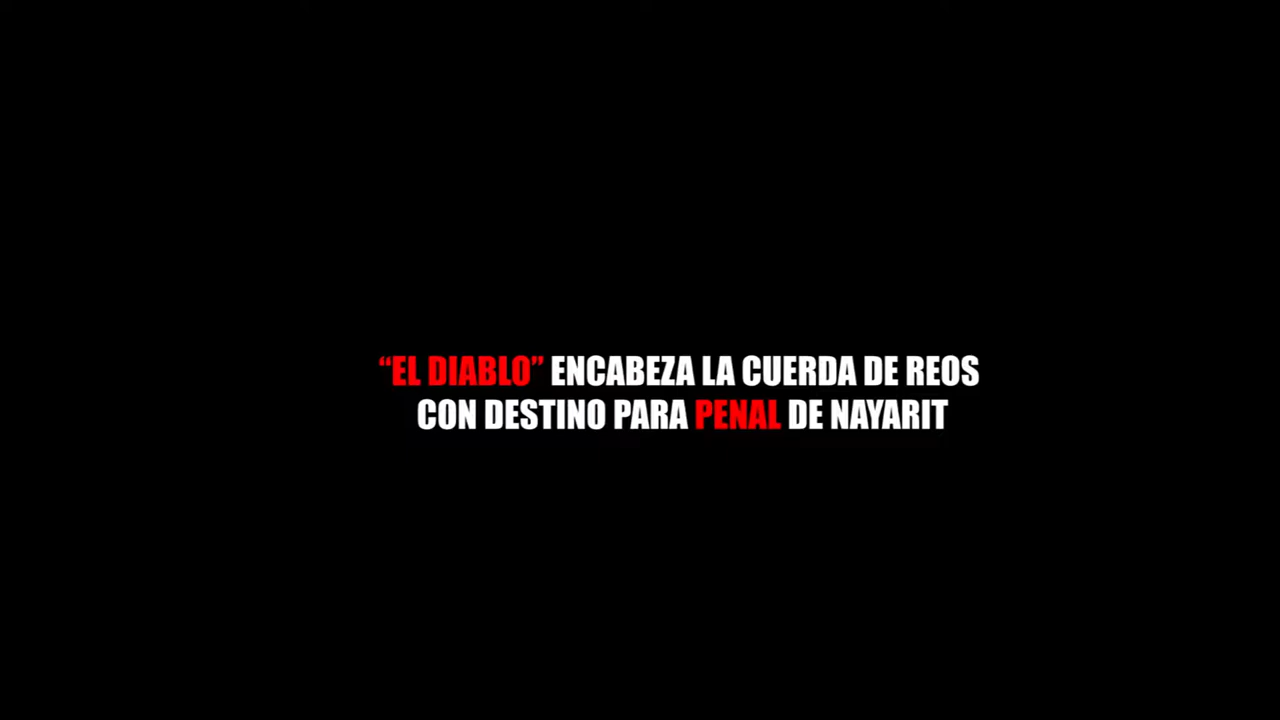 “EL DIABLO” ENCABEZA LA CUERDA DE REOS
CON DESTINO PARA PENAL DE NAYARIT